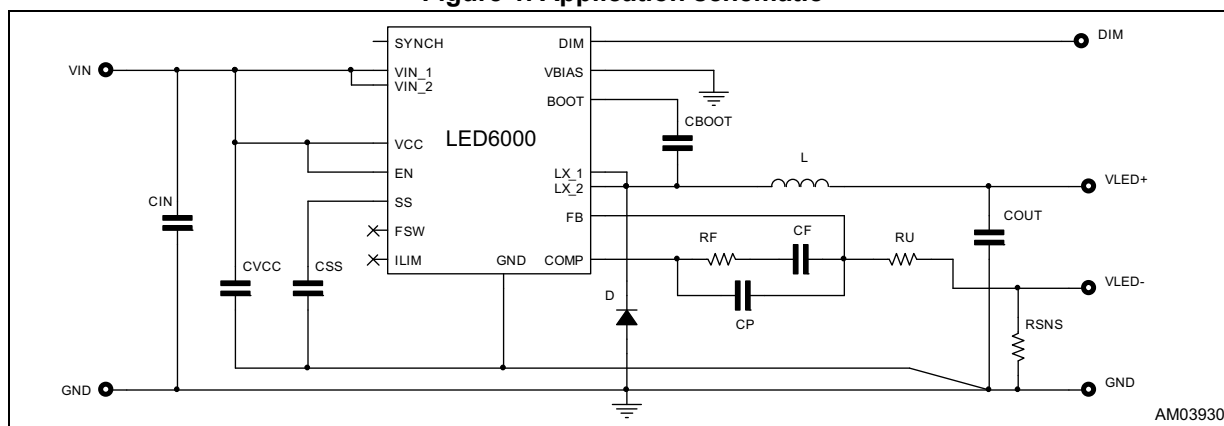 Figure 1. Application schematic
SYNCH
DIM
DIM
VIN
VIN_1
VBIAS
VIN_2
BOOT
CBOOT
VCC
LED6000
L
EN
LX_1
LX_2
VLED+
CIN
SS
FB
COUT
FSW
RF
CF
RU
CVCC
CSS
ILIM
GND
COMP
VLED-
D
CP
RSNS
GND
GND
AM03930